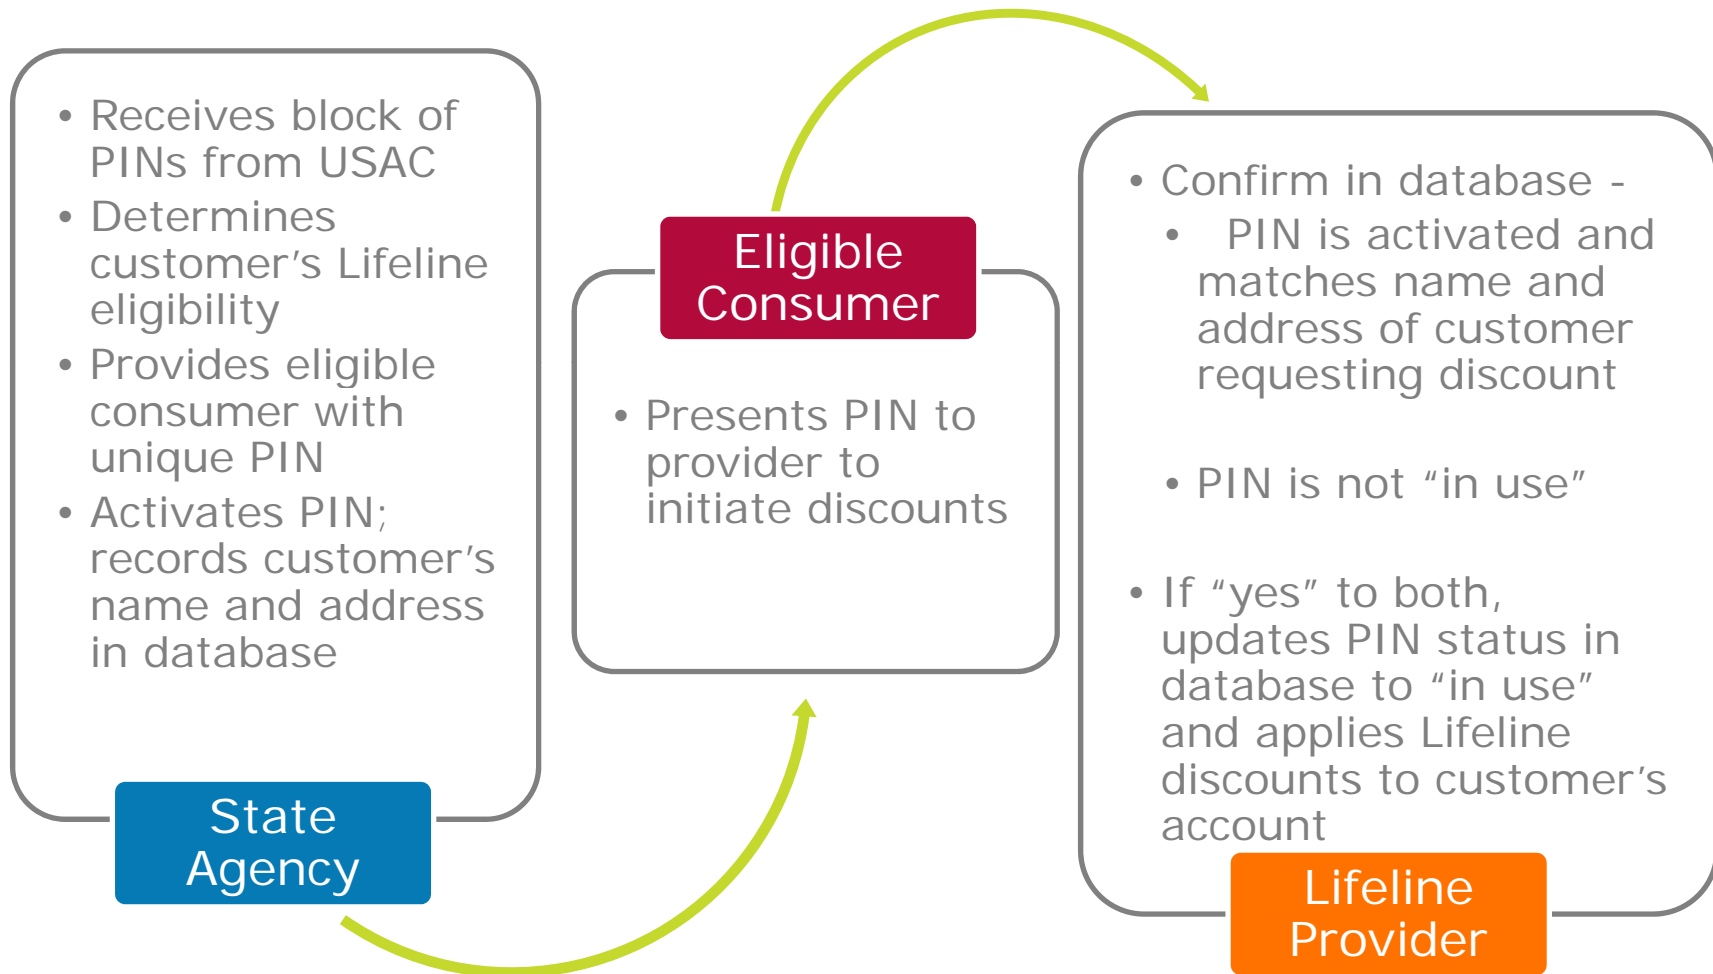 • Receives block of
PINs from USAC
• Determines
customer’s Lifeline
eligibility
• Provides eligible
consumer with
unique PIN
• Activates PIN;
records customer’s
name and address
in database
State
Agency
Eligible
Consumer
• Presents PIN to
provider to
initiate discounts
• Confirm in database -
• PIN is activated and
matches name and
address of customer
requesting discount
• PIN is not “in use”
• If “yes” to both,
updates PIN status in
database to “in use”
and applies Lifeline
discounts to customer’s
account
Lifeline
Provider